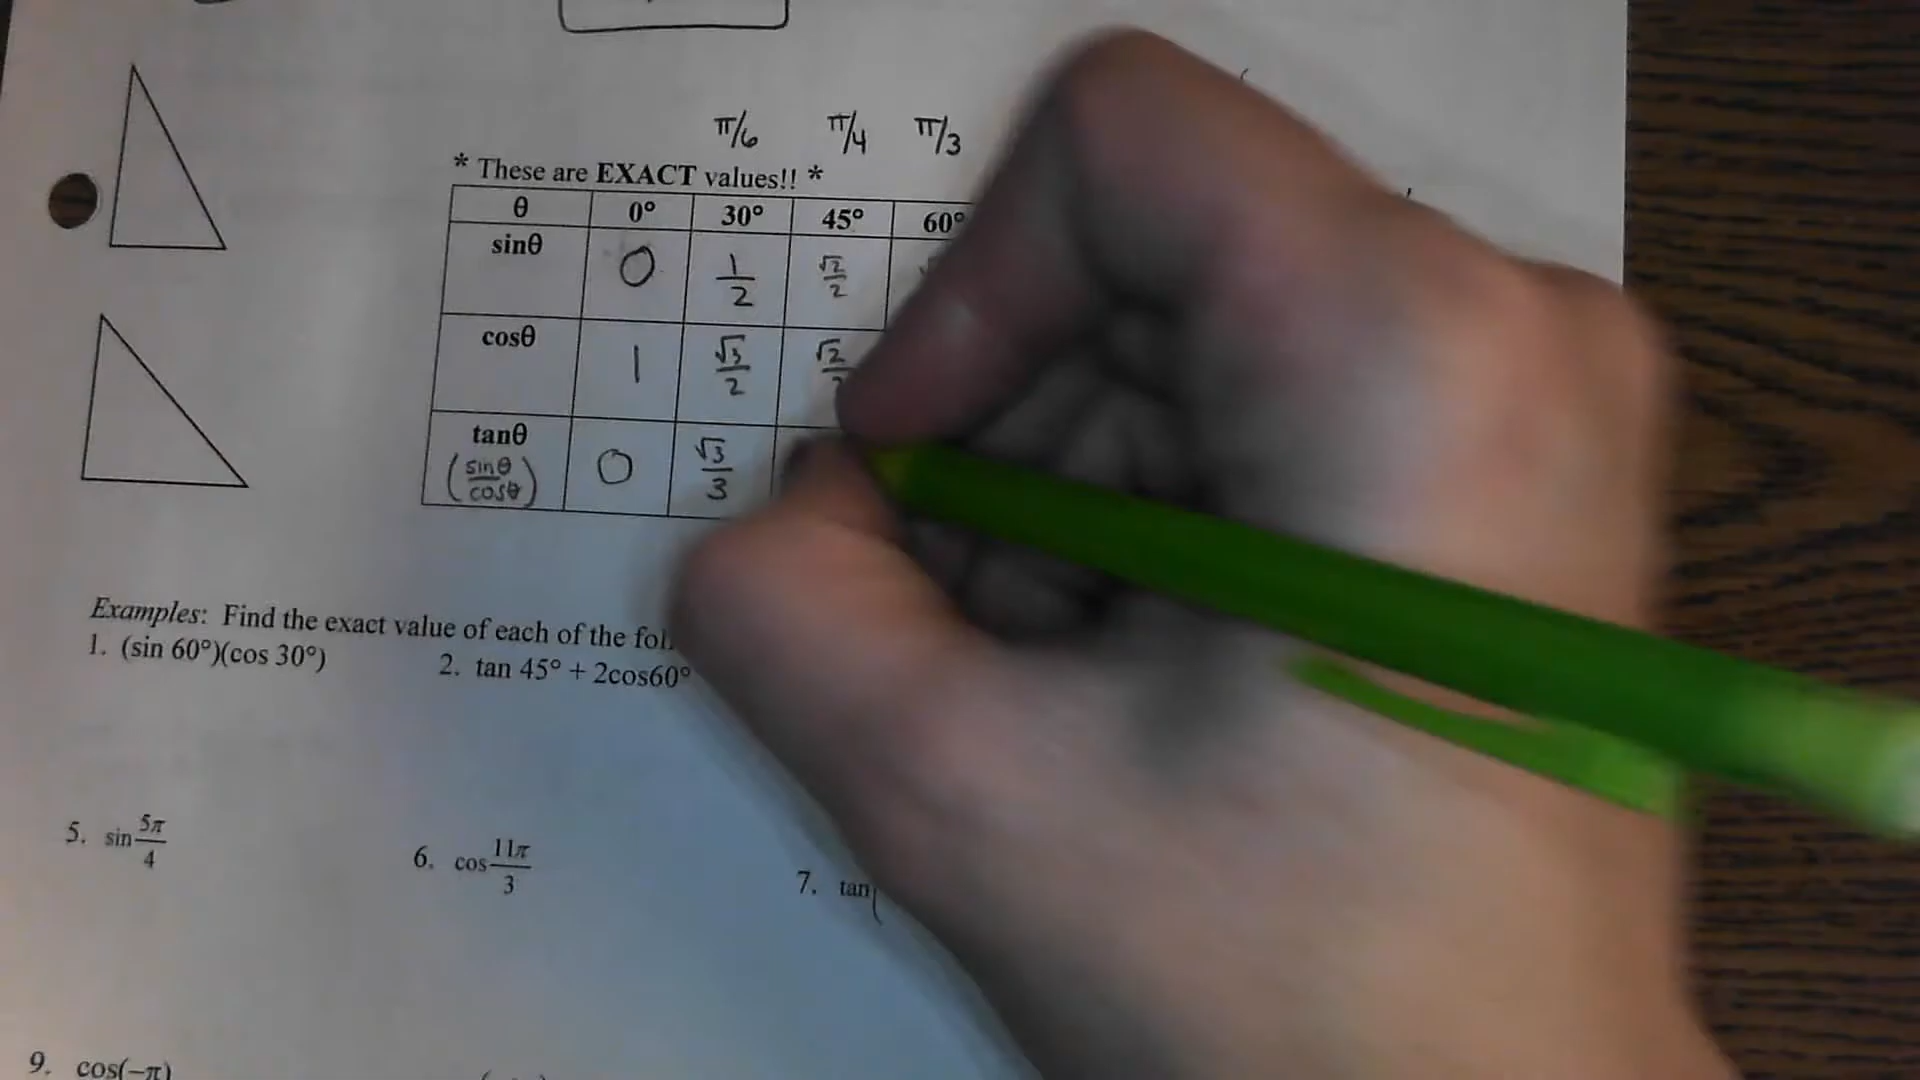 π/6 π/4 π/3
* These are EXACT values!! *
θ 0° 30° 45° 60°
sinθ 0 1/2 √2/2
cosθ 1 √3/2 √2/2
tanθ 0 √3/3
(sinθ/cosθ)
Examples: Find the exact value of each of the
1. (sin 60°)(cos 30°) 2. tan 45° + 2cos60°
5. sin 5π/4 6. cos 11π/3 7. tan(
9. cos(−π)